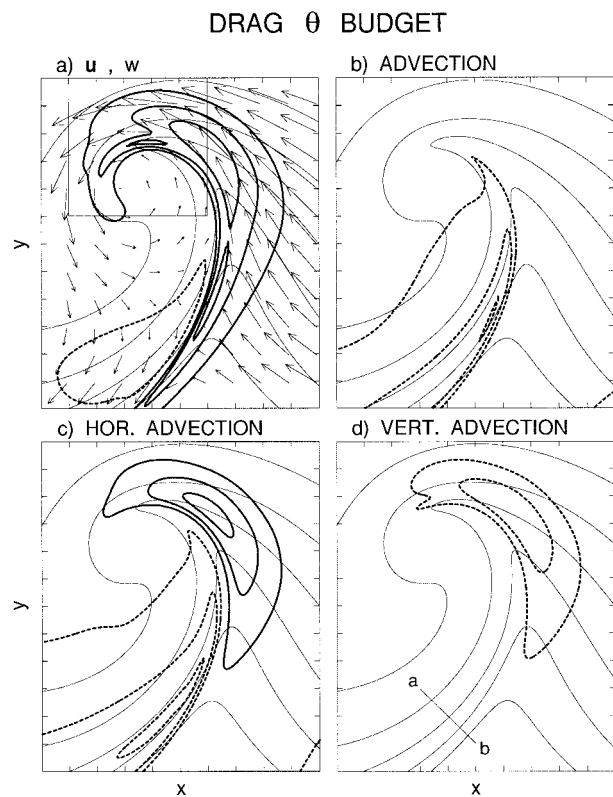 DRAG θ BUDGET
a) u , w
b) ADVECTION
y
c) HOR. ADVECTION
d) VERT. ADVECTION
y
a
b
x
x